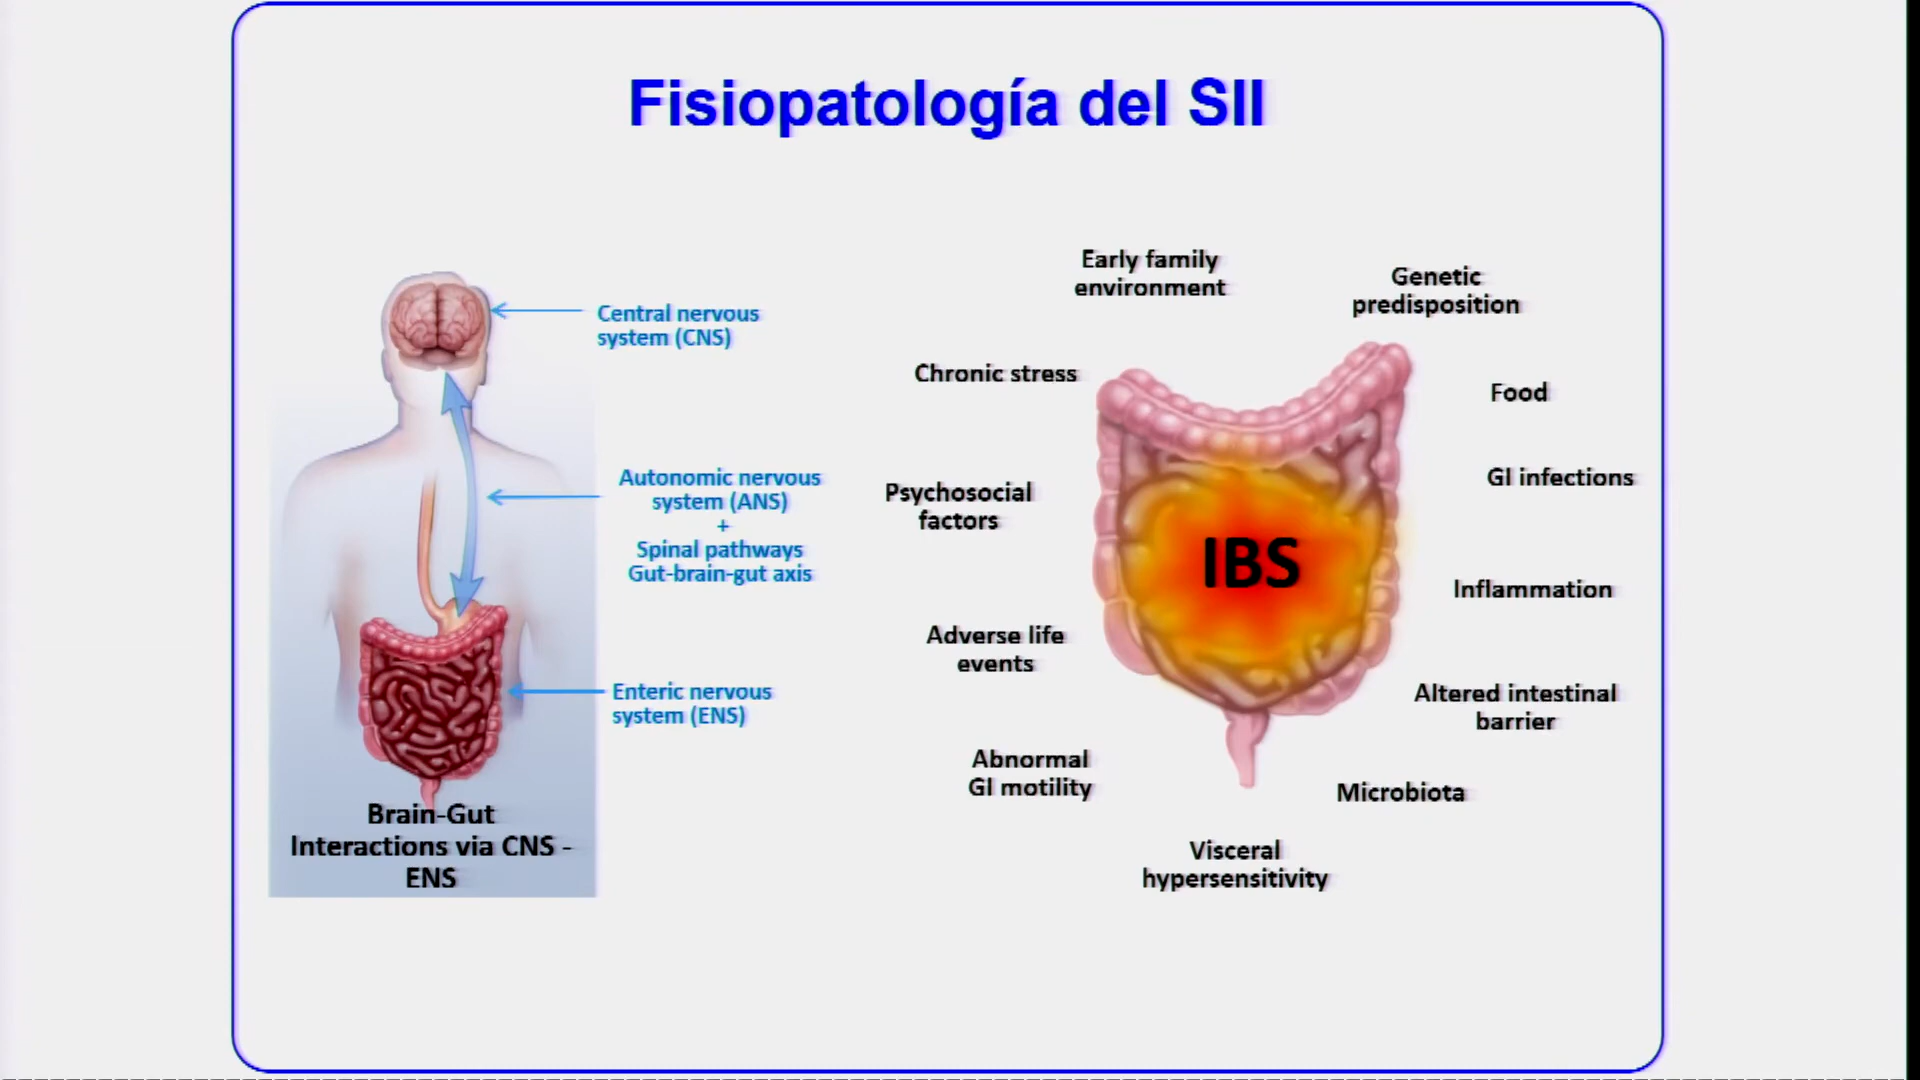 Fisiopatología del SII
Central nervous
system (CNS)
Autonomic nervous
system (ANS)
+
Spinal pathways
Gut-brain-gut axis
Enteric nervous
system (ENS)
Brain-Gut
Interactions via CNS -
ENS
Early family
environment
Genetic
predisposition
Chronic stress
Food
Psychosocial
factors
GI infections
IBS
Inflammation
Adverse life
events
Altered intestinal
barrier
Abnormal
GI motility
Microbiota
Visceral
hypersensitivity